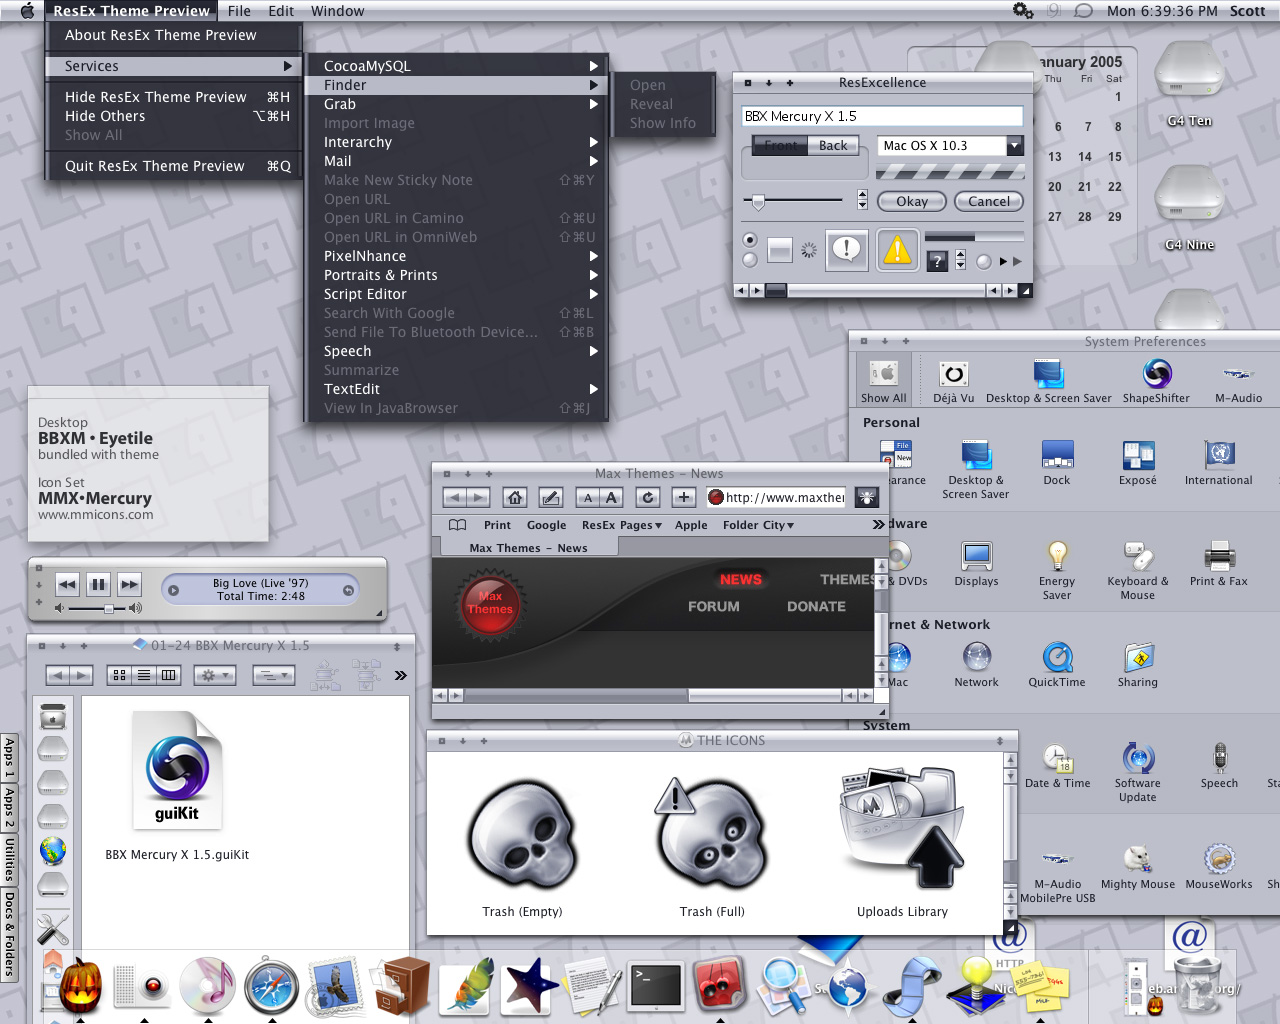 ResEx Theme Preview File Edit Window
Mon 6:39:36 PM Scott
About ResEx Theme Preview
Services
Hide ResEx Theme Preview ⌘H
Hide Others ⌥⌘H
Show All
Quit ResEx Theme Preview ⌘Q
CocoaMySQL
Finder
Grab
Import Image
Interarchy
Mail
Make New Sticky Note ⇧⌘Y
Open URL
Open URL in Camino ⇧⌘U
Open URL in OmniWeb ⇧⌘U
PixelNhance
Portraits & Prints
Script Editor
Search With Google ⇧⌘L
Send File To Bluetooth Device... ⇧⌘B
Speech
Summarize
TextEdit
View In JavaBrowser ⇧⌘J
Open
Reveal
Show Info
ResExcellence
BBX Mercury X 1.5
Front Back
Mac OS X 10.3
Okay Cancel
?
anuary 2005
Thu Fri Sat
1
6 7 8
13 14 15
20 21 22
27 28 29
G4 Ten
G4 Nine
Desktop
BBXM • Eyetile
bundled with theme
Icon Set
MMX•Mercury
www.mmicons.com
Big Love (Live '97)
Total Time: 2:48
01-24 BBX Mercury X 1.5
guiKit
BBX Mercury X 1.5.guiKit
Apps 1
Apps 2
Utilities
Docs & Folders
Max Themes - News
A A
http://www.maxther
Print Google ResEx Pages Apple Folder City
Max Themes - News
Max
Themes
NEWS THEMES
FORUM DONATE
THE ICONS
Trash (Empty)
Trash (Full)
Uploads Library
System Preferences
Show All
Déjà Vu
Desktop & Screen Saver
ShapeShifter
M-Audio
Personal
File
New
earance
Desktop &
Screen Saver
Dock
Exposé
International
dware
& DVDs
Displays
Energy
Saver
Keyboard &
Mouse
Print & Fax
ernet & Network
Mac
Network
QuickTime
Sharing
System
18
Date & Time
Software
Update
Speech
Sta
M-Audio
MobilePre USB
Mighty Mouse
MouseWorks
@
HTTP
@